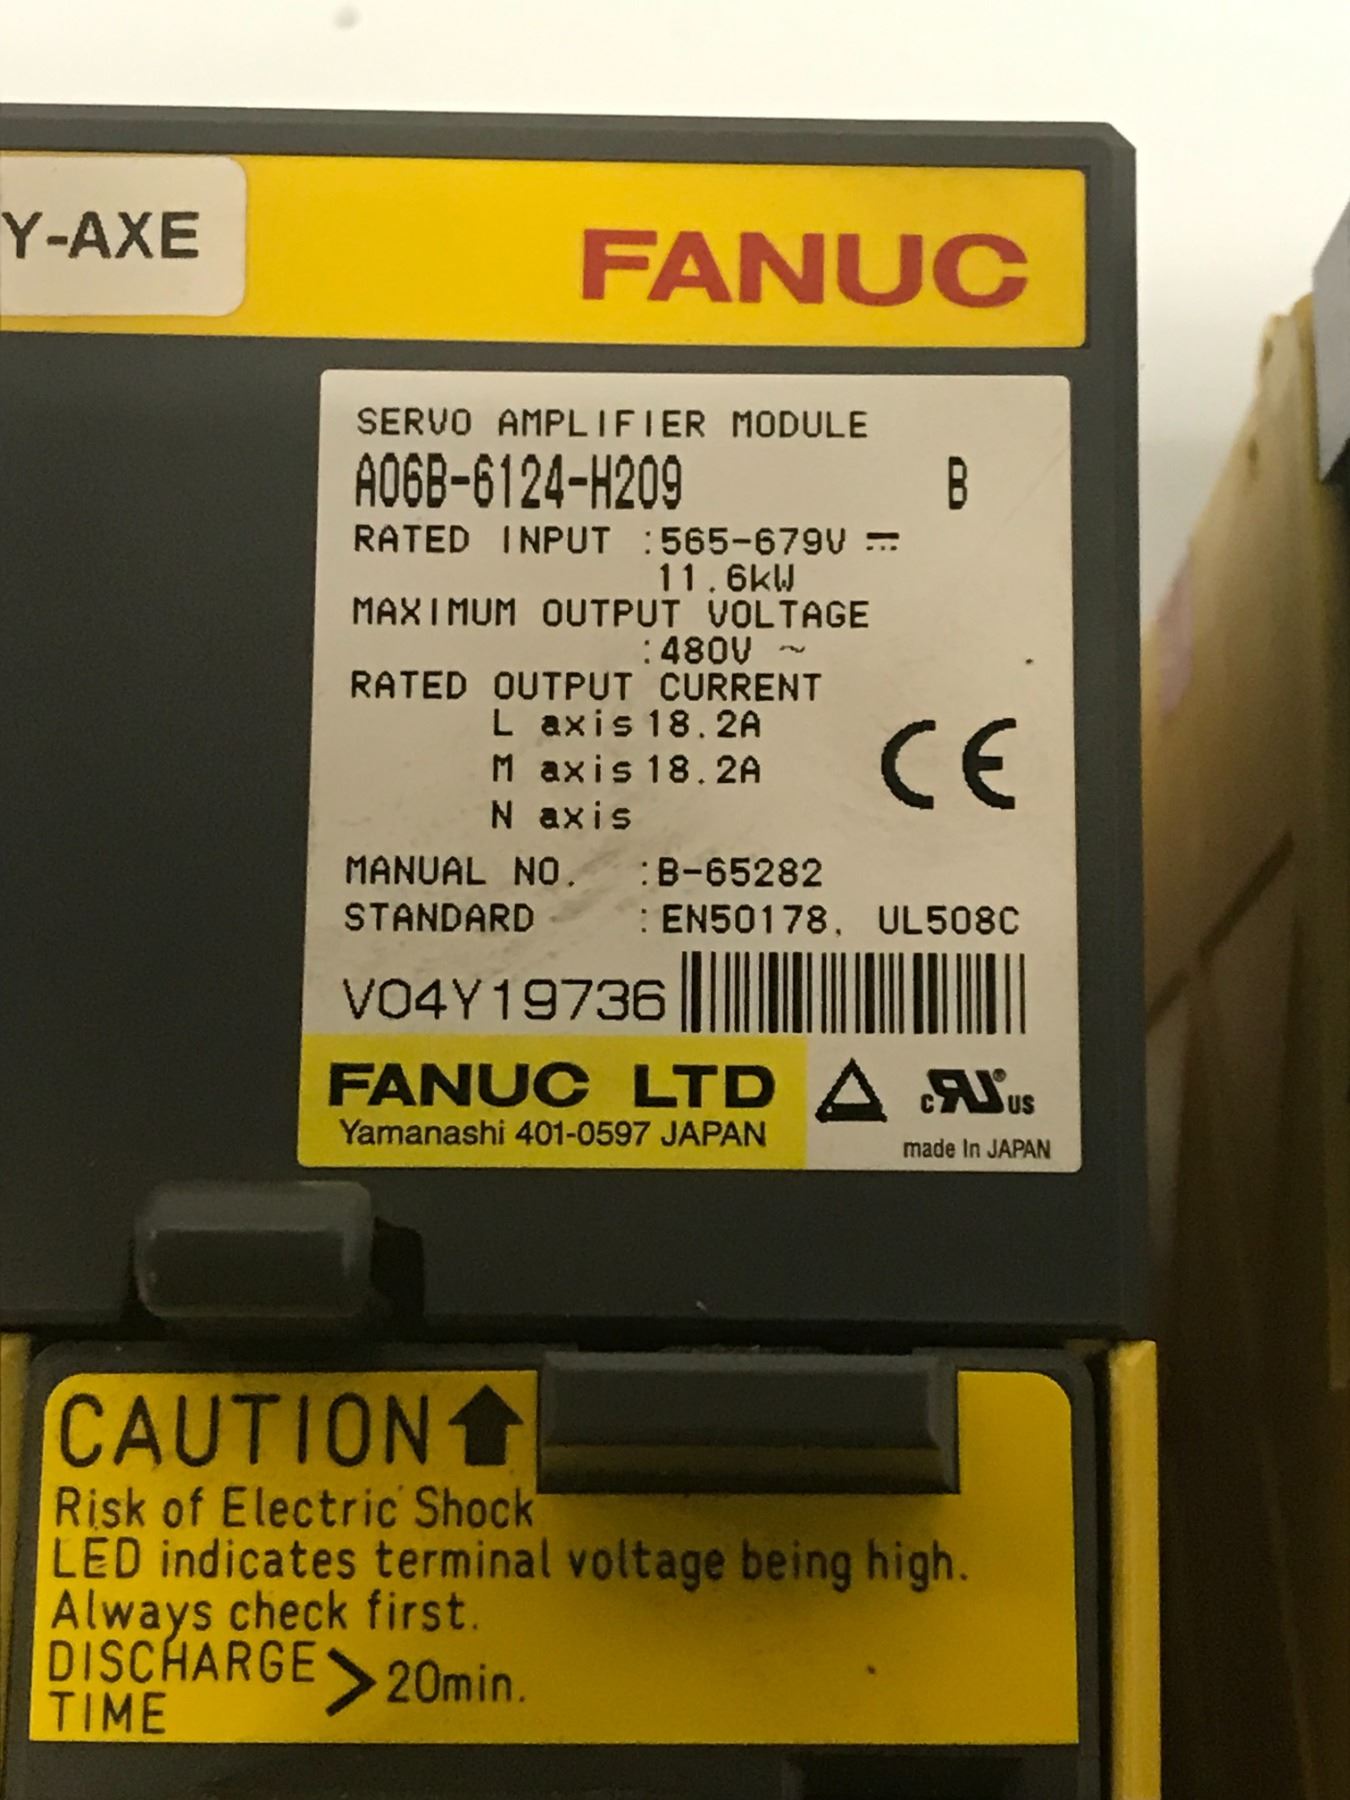 Y-AXE
FANUC
SERVO AMPLIFIER MODULE
A06B-6124-H209 B
RATED INPUT :565-679V ⎓
11.6kW
MAXIMUM OUTPUT VOLTAGE
:480V ~
RATED OUTPUT CURRENT
L axis 18.2A
M axis 18.2A
N axis
CE
MANUAL NO. :B-65282
STANDARD :EN50178, UL508C
V04Y19736
FANUC LTD
Yamanashi 401-0597 JAPAN
c RU® us
made In JAPAN
CAUTION
Risk of Electric Shock
LED indicates terminal voltage being high.
Always check first.
DISCHARGE
TIME > 20min.